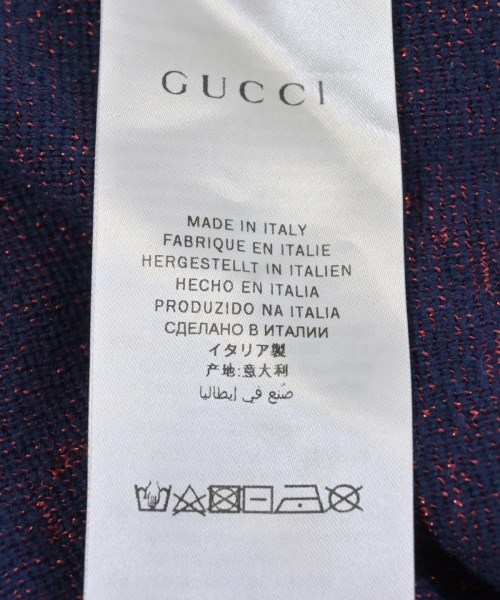 GUCCI
MADE IN ITALY
FABRIQUE EN ITALIE
HERGESTELLT IN ITALIEN
HECHO EN ITALIA
PRODUZIDO NA ITALIA
СДЕЛАНО В ИТАЛИИ
イタリア製
产地:意大利
صنع في إيطاليا